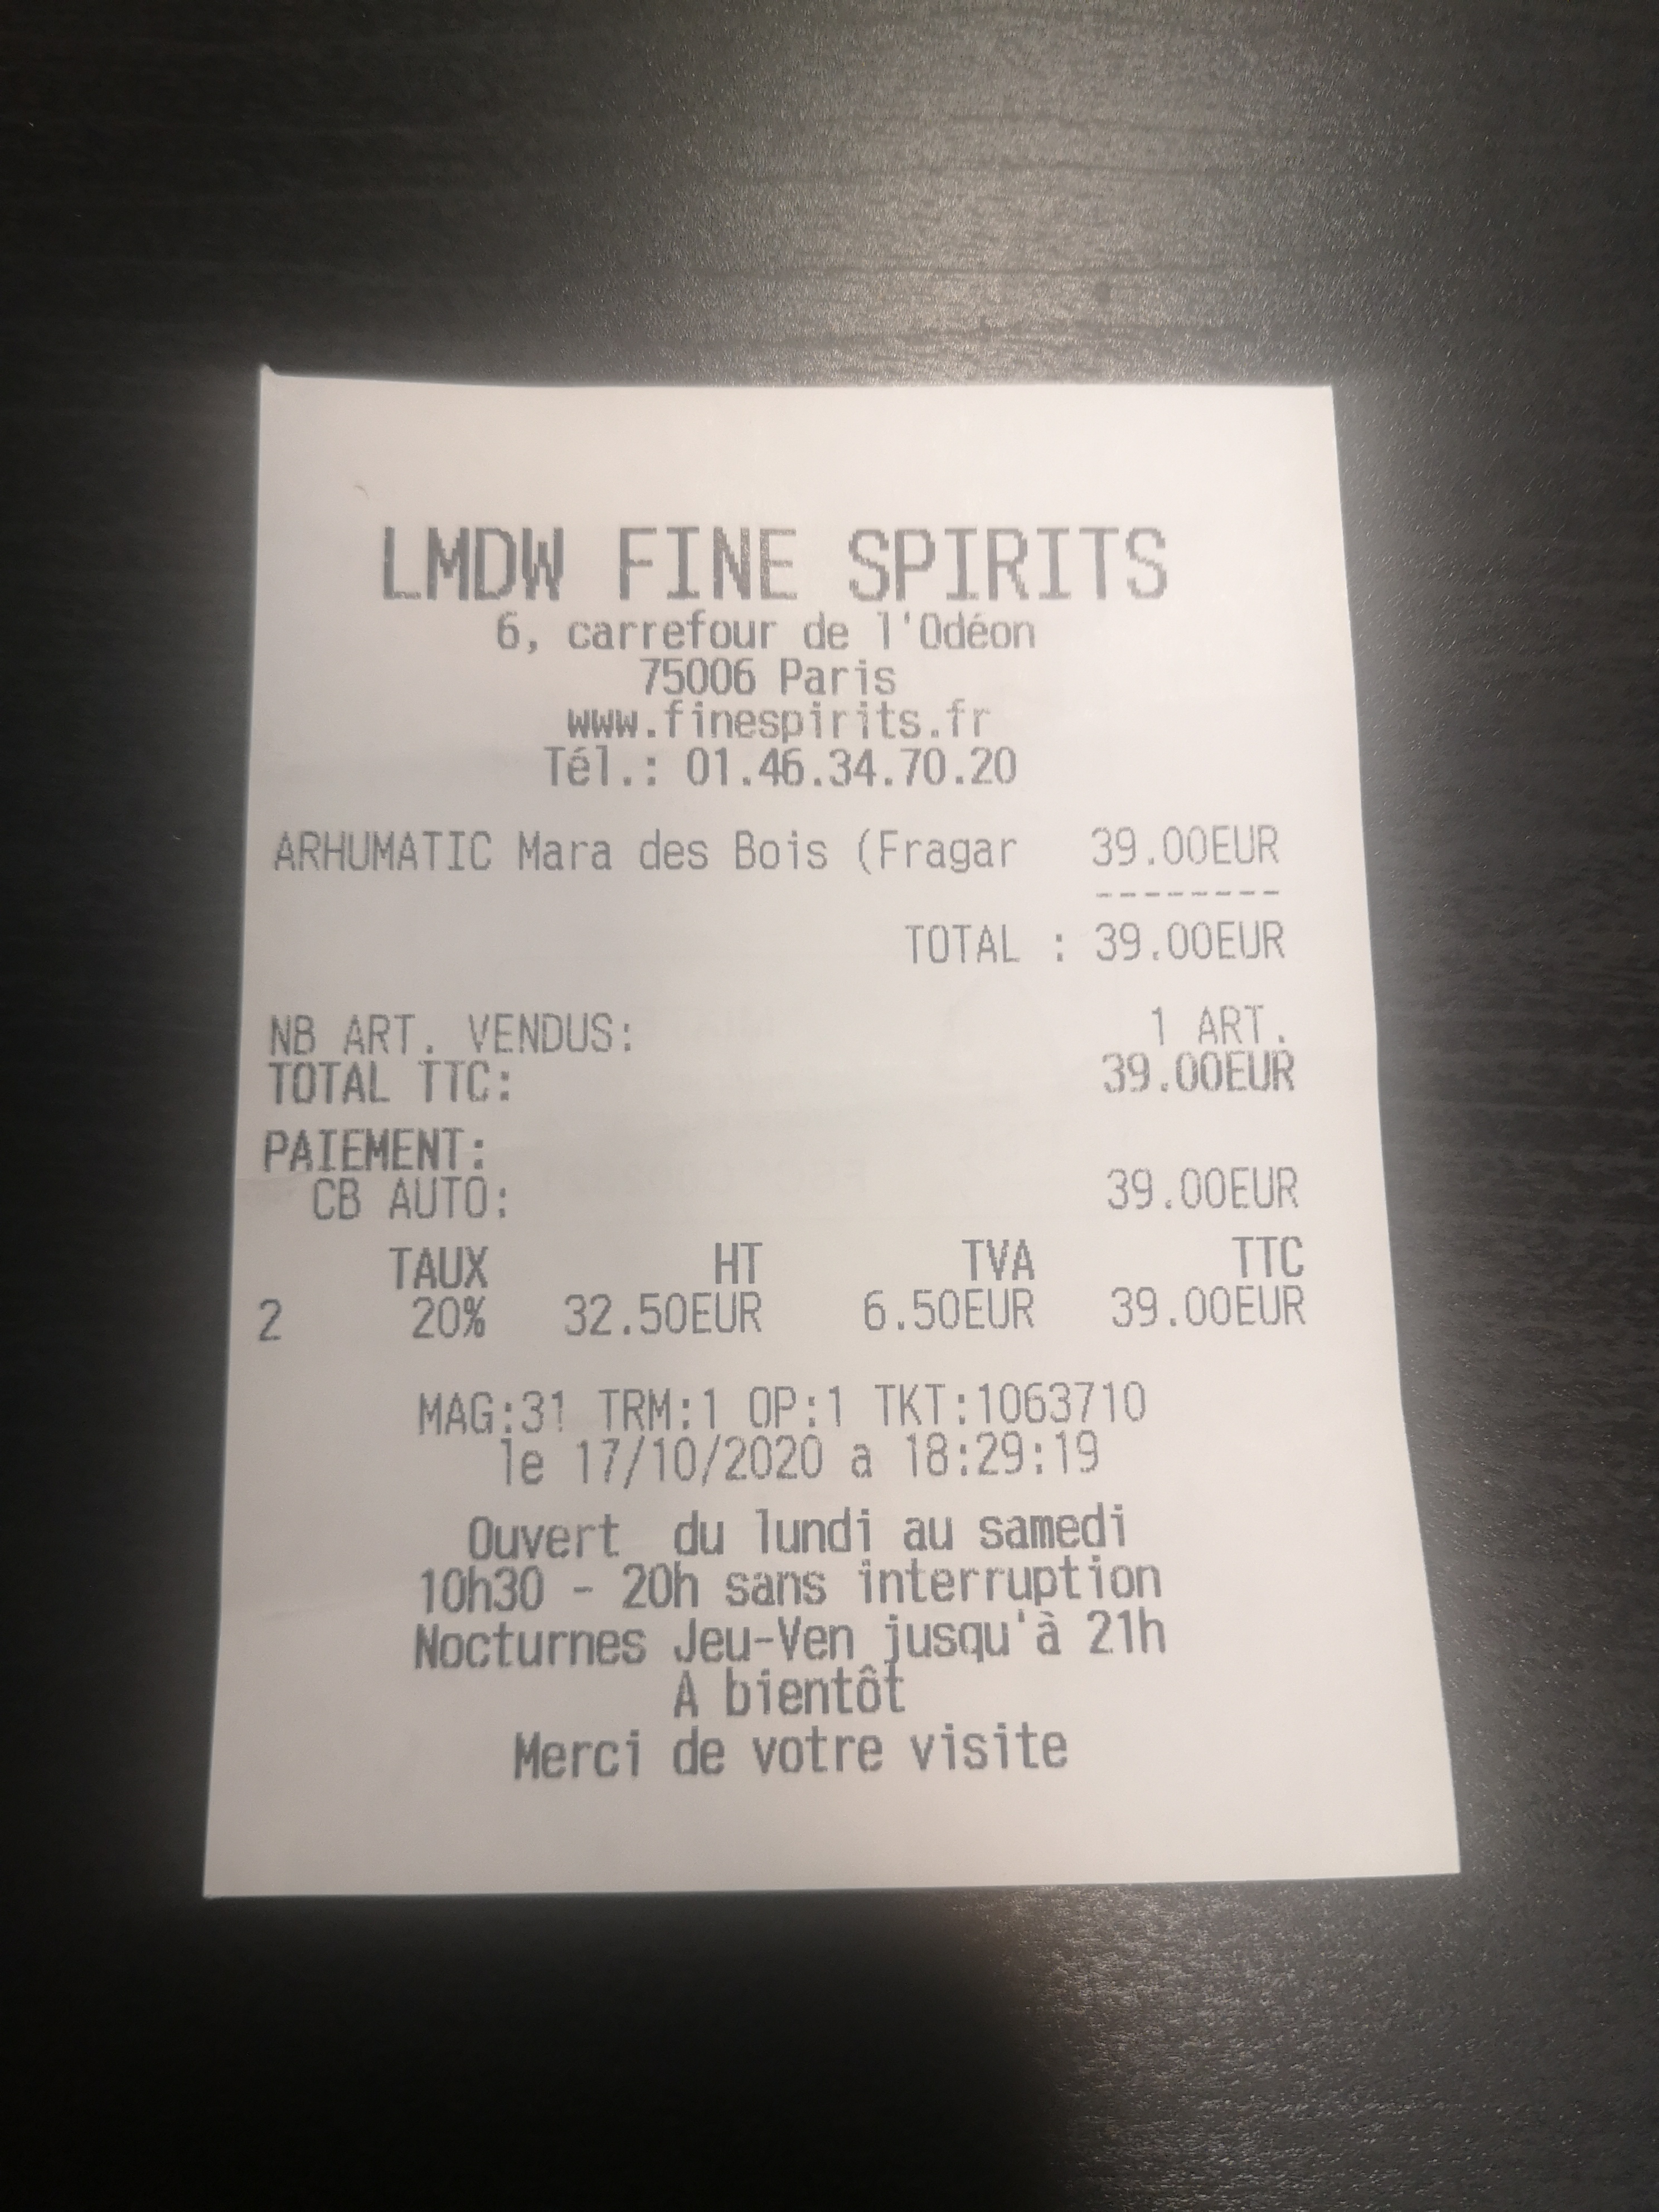 LMDW FINE SPIRITS
6, carrefour de l'Odéon
75006 Paris
www.finespirits.fr
Tél.: 01.46.34.70.20
ARHUMATIC Mara des Bois (Fragar 39.00EUR
--------
TOTAL : 39.00EUR
NB ART. VENDUS: 1 ART.
TOTAL TTC: 39.00EUR
PAIEMENT:
CB AUTO: 39.00EUR
TAUX HT TVA TTC
2 20% 32.50EUR 6.50EUR 39.00EUR
MAG:31 TRM:1 OP:1 TKT:1063710
le 17/10/2020 a 18:29:19
Ouvert du lundi au samedi
10h30 - 20h sans interruption
Nocturnes Jeu-Ven jusqu'à 21h
A bientôt
Merci de votre visite